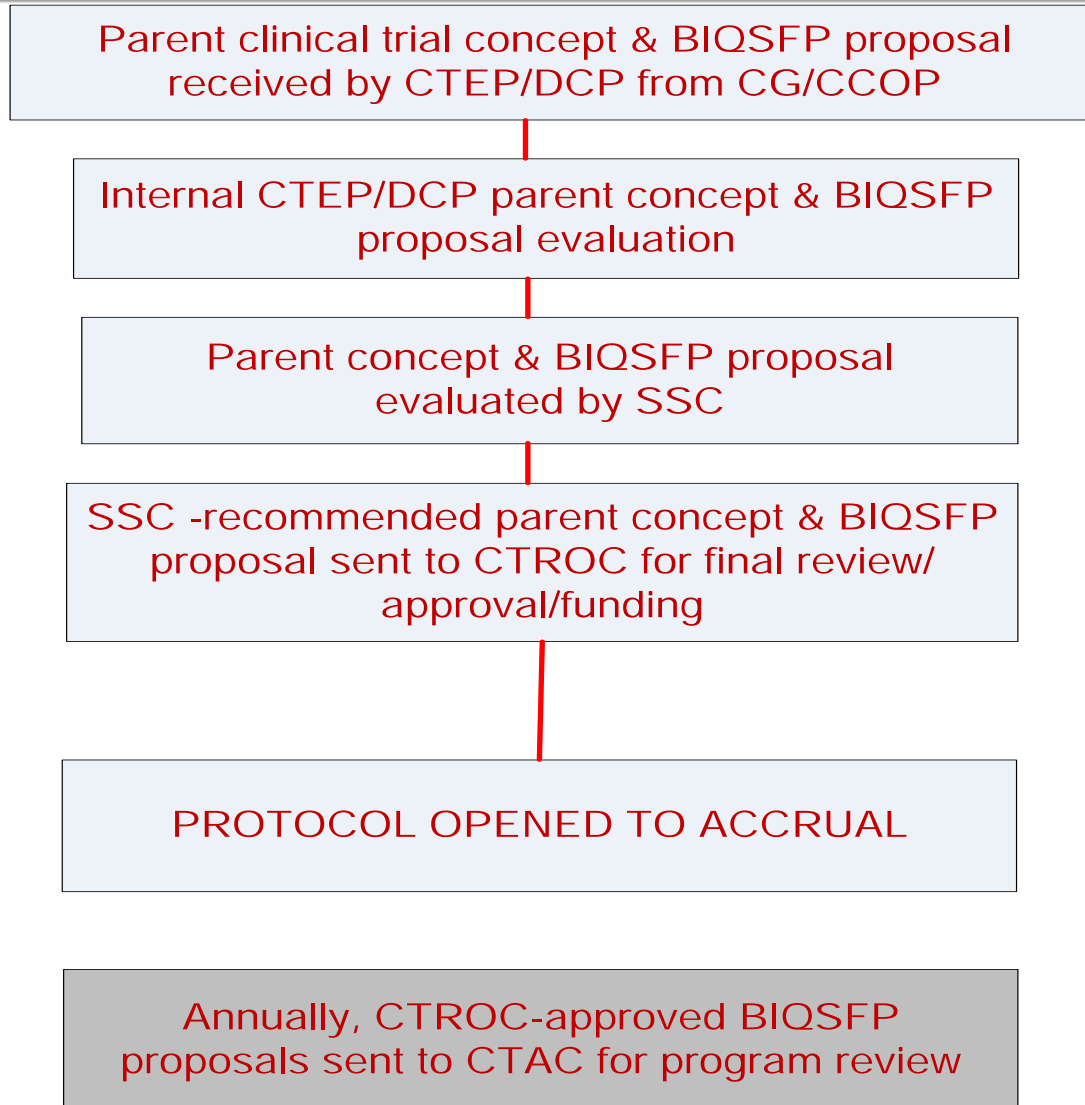 Parent clinical trial concept & BIQSFP proposal
received by CTEP/DCP from CG/CCOP
Internal CTEP/DCP parent concept & BIQSFP
proposal evaluation
Parent concept & BIQSFP proposal
evaluated by SSC
SSC -recommended parent concept & BIQSFP
proposal sent to CTROC for final review/
approval/funding
PROTOCOL OPENED TO ACCRUAL
Annually, CTROC-approved BIQSFP
proposals sent to CTAC for program review